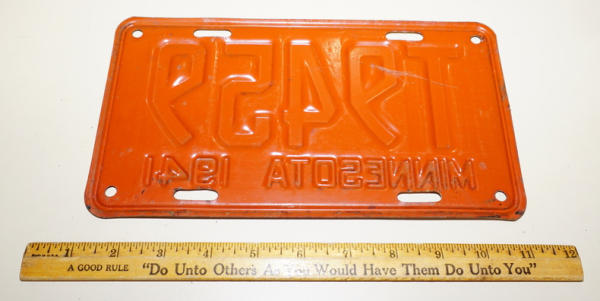 T9459
MINNESOTA 1941
1 2 3 4 5 6 7 8 9 10 11 12
A GOOD RULE "Do Unto Others As You Would Have Them Do Unto You"